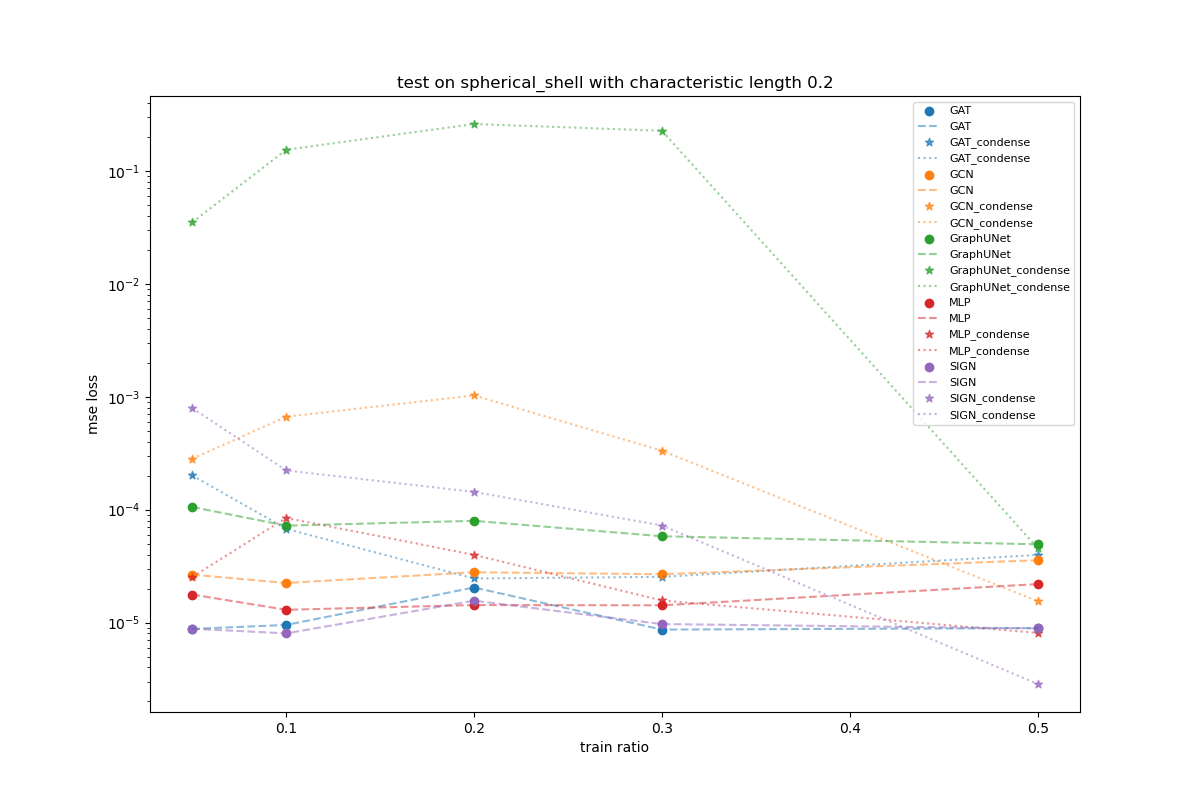 test on spherical_shell with characteristic length 0.2
GAT
GAT
GAT_condense
GAT_condense
GCN
GCN
GCN_condense
GCN_condense
GraphUNet
GraphUNet
GraphUNet_condense
GraphUNet_condense
MLP
MLP
MLP_condense
MLP_condense
SIGN
SIGN
SIGN_condense
SIGN_condense
mse loss
10⁻¹
10⁻²
10⁻³
10⁻⁴
10⁻⁵
0.1 0.2 0.3 0.4 0.5
train ratio